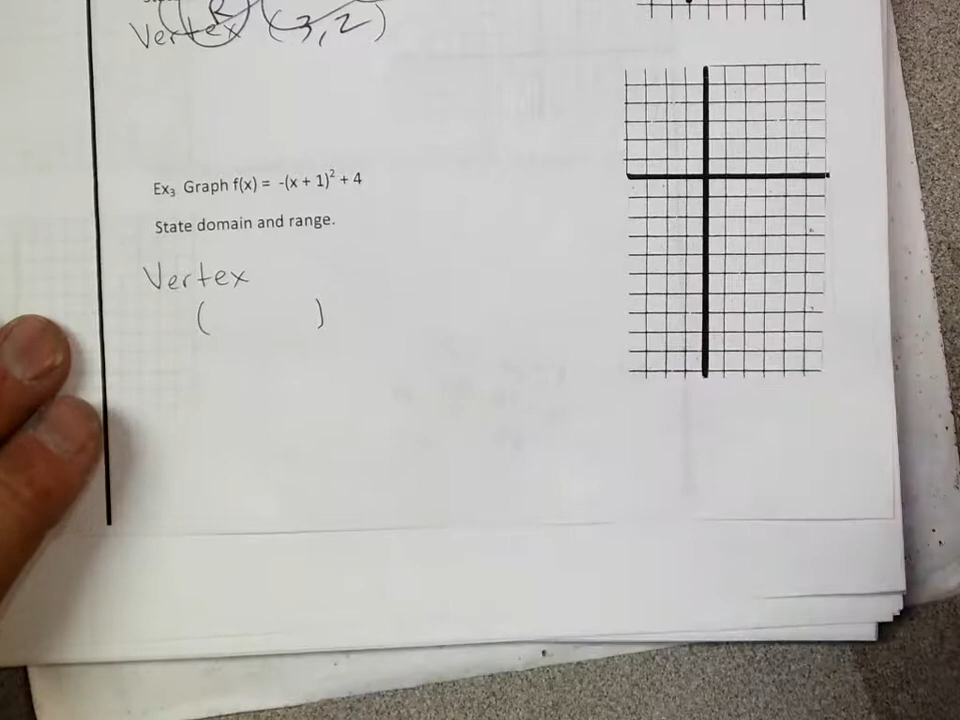 Vertex (3,2)
Ex₃ Graph f(x) = -(x + 1)² + 4
State domain and range.
Vertex
( )